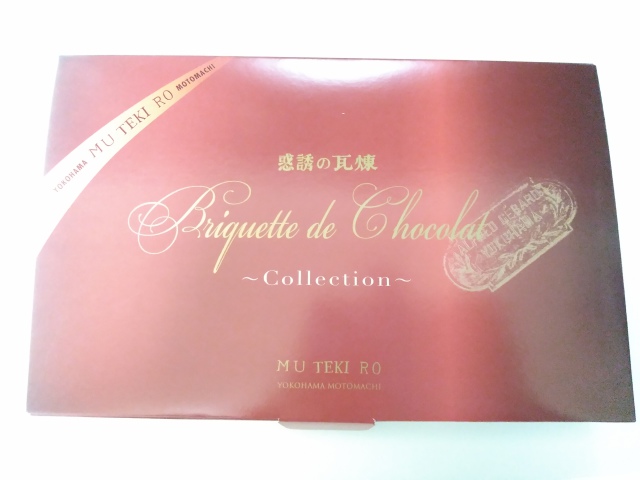 YOKOHAMA MU TEKI RO MOTOMACHI
惑誘の瓦煉
Briquette de Chocolat
~Collection~
YOKOHAMA
MU TEKI RO
YOKOHAMA MOTOMACHI